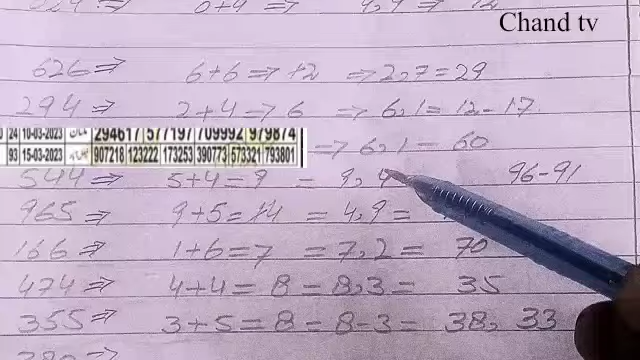 Chand tv
626 ⇒ 6+6 ⇒ 12 ⇒ 2,7 = 29
294 ⇒ 2+4 ⇒ 6 ⇒ 6,1 = 12-17
24 10-03-2023 294617 577197 709992 979874
93 15-03-2023 907218 123222 173253 390773 573321 793801
⇒ 6,1 = 60
544 ⇒ 5+4 = 9 = 9,4 96-91
965 ⇒ 9+5 = 14 = 4,9 =
166 ⇒ 1+6 = 7 = 7,2 = 70
474 ⇒ 4+4 = 8 = 8,3 = 35
355 ⇒ 3+5 = 8 = 8-3 = 38, 33